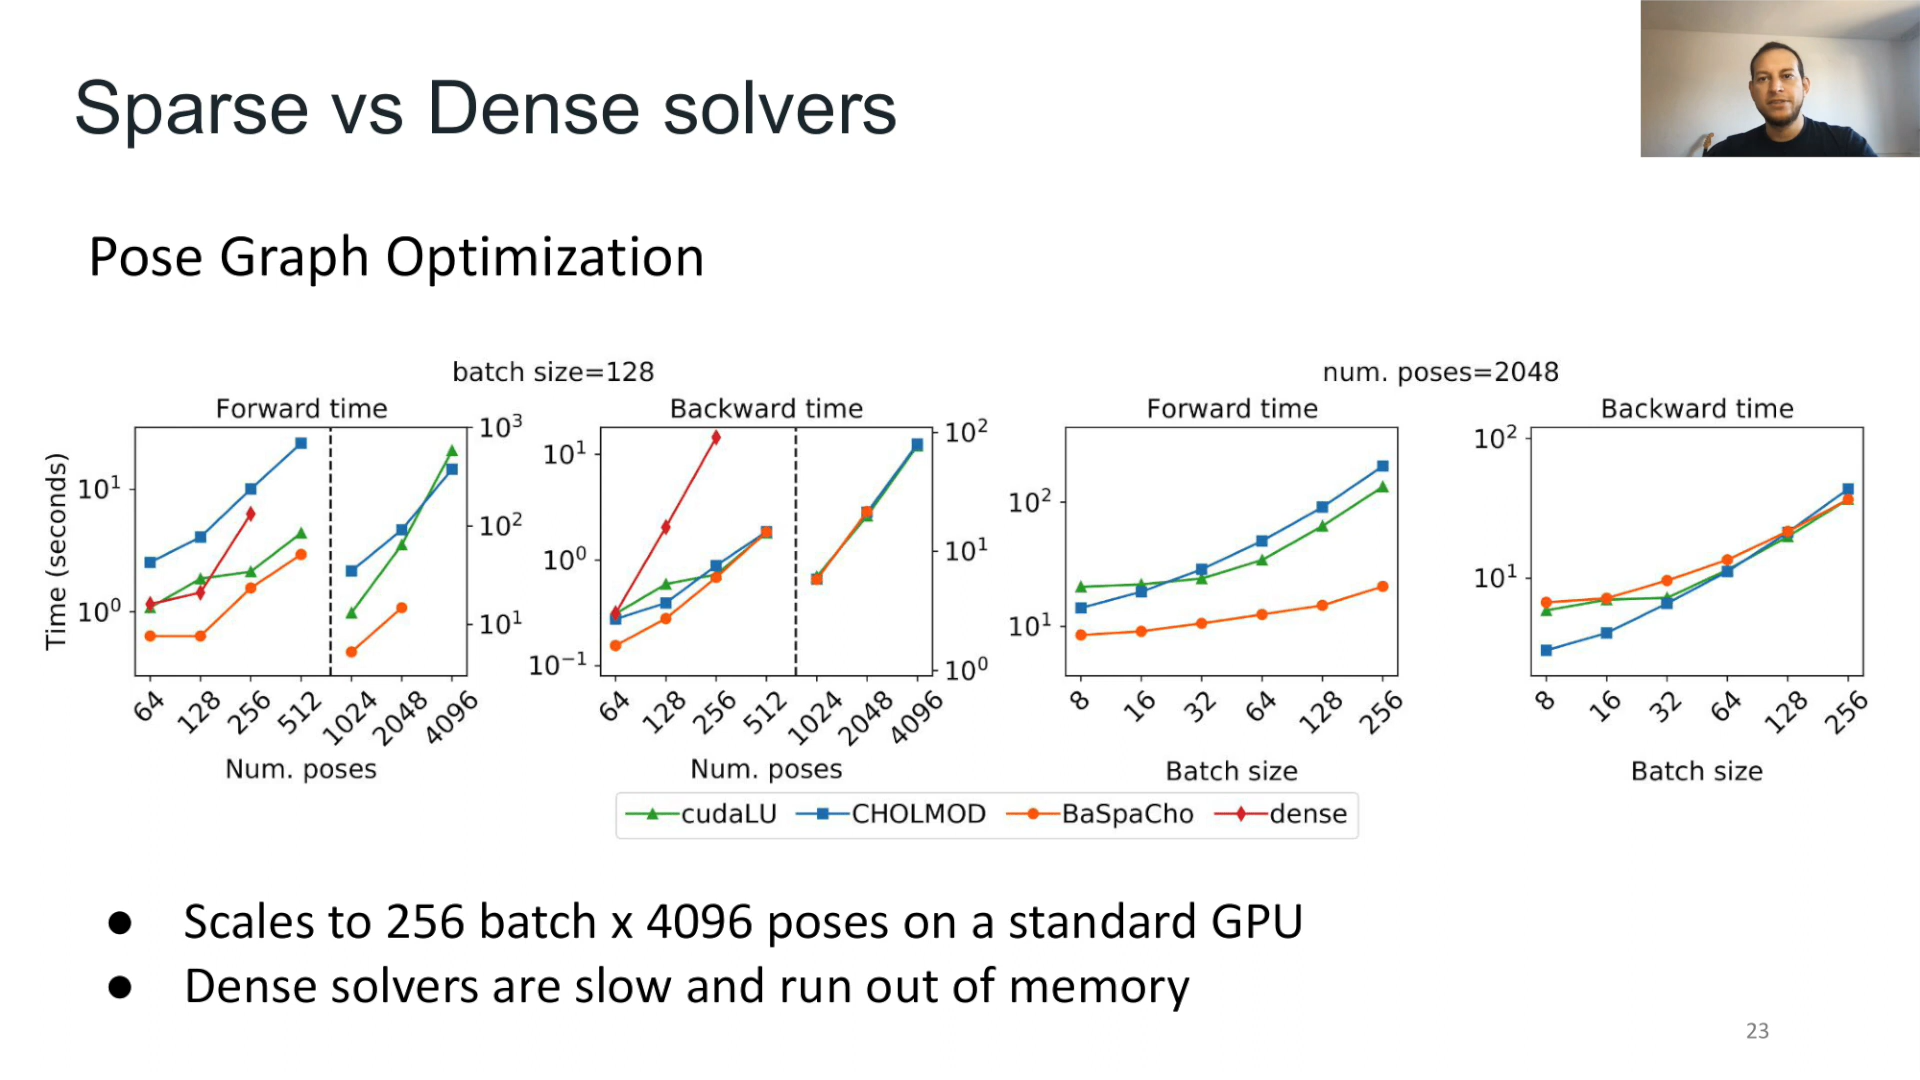 Sparse vs Dense solvers
Pose Graph Optimization
batch size=128
num. poses=2048
Forward time
Backward time
Forward time
Backward time
Time (seconds)
10¹
10⁰
10³
10²
10¹
64 128 256 512 1024 2048 4096
Num. poses
10¹
10⁰
10⁻¹
10²
10¹
10⁰
64 128 256 512 1024 2048 4096
Num. poses
10²
10¹
8 16 32 64 128 256
Batch size
10²
10¹
8 16 32 64 128 256
Batch size
cudaLU CHOLMOD BaSpaCho dense
● Scales to 256 batch x 4096 poses on a standard GPU
● Dense solvers are slow and run out of memory
23